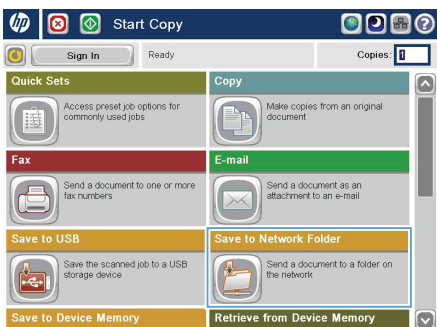 hp
Start Copy
Sign In
Ready
Copies: 1
Quick Sets
Access preset job options for
commonly used jobs
Copy
Make copies from an original
document
Fax
Send a document to one or more
fax numbers
E-mail
Send a document as an
attachment to an e-mail
Save to USB
Save the scanned job to a USB
storage device
Save to Network Folder
Send a document to a folder on
the network
Save to Device Memory
Retrieve from Device Memory